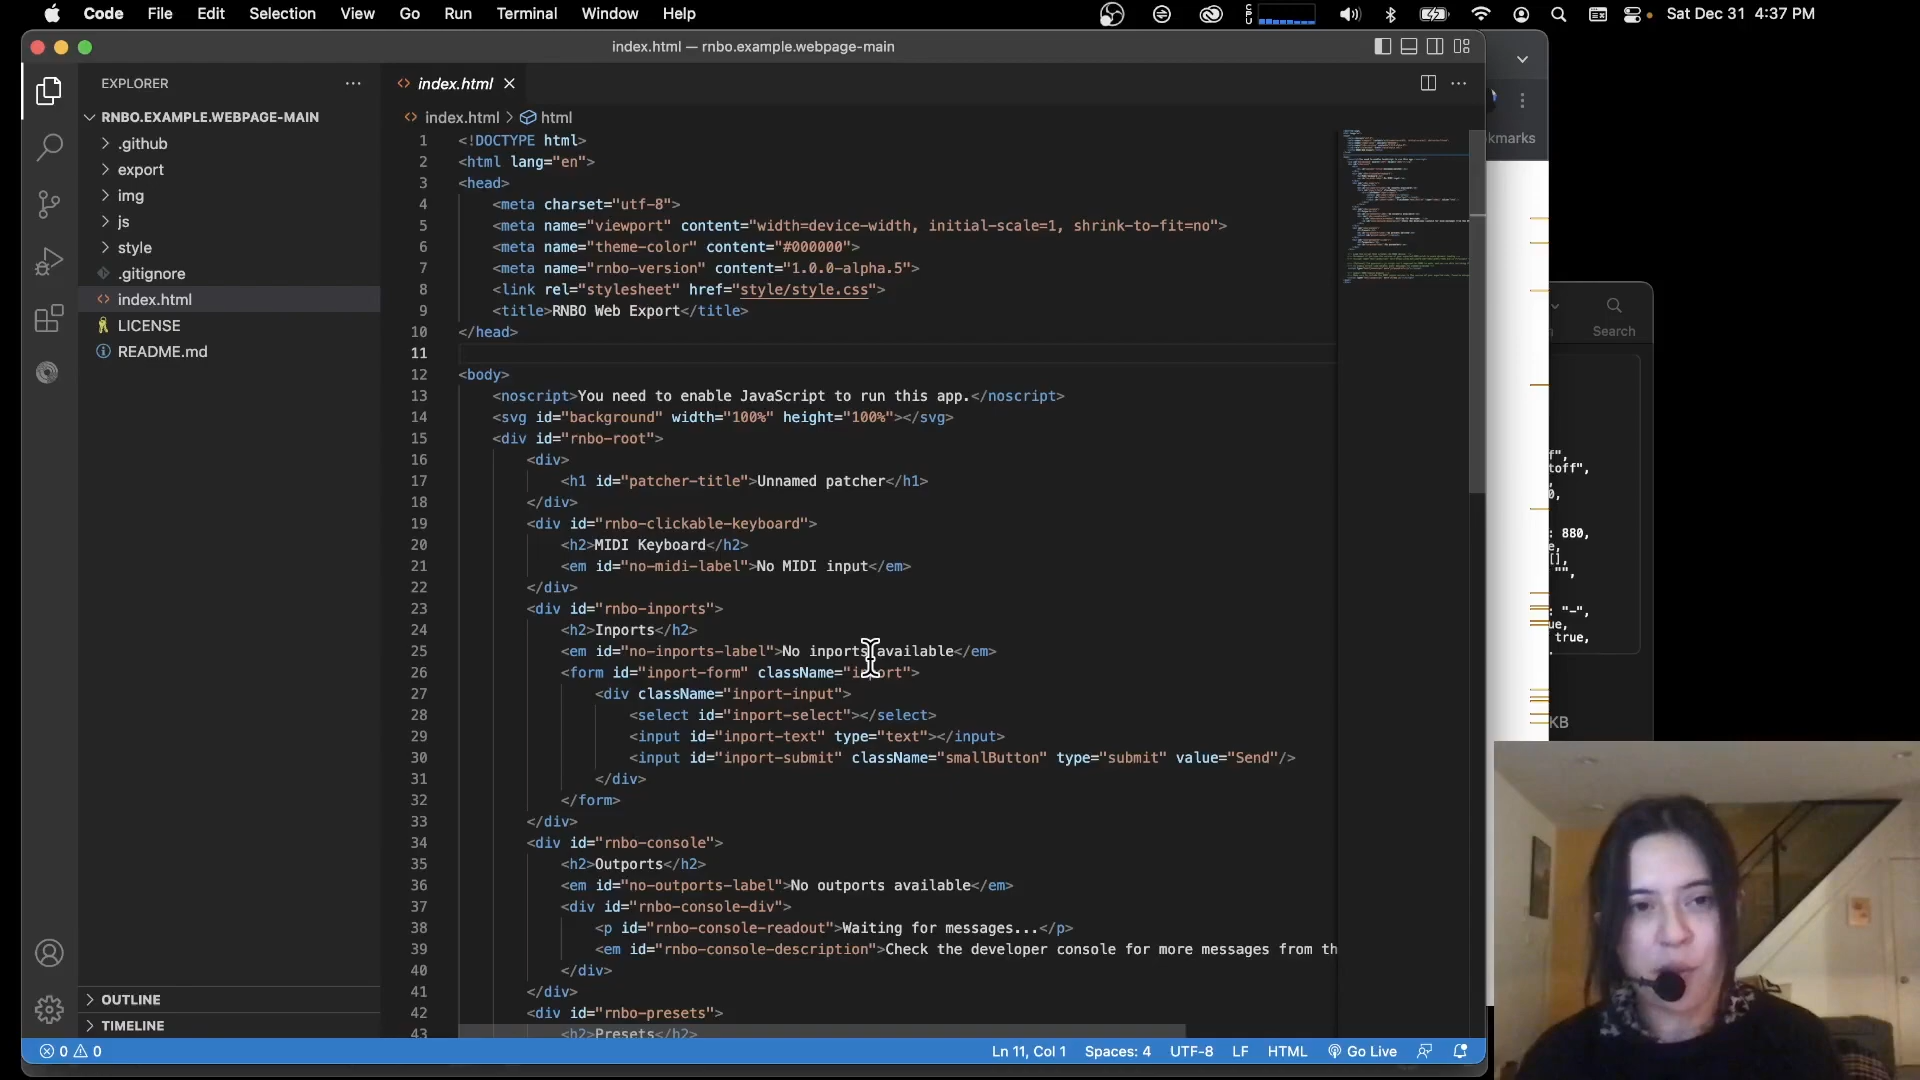 Code File Edit Selection View Go Run Terminal Window Help
CPU
Sat Dec 31 4:37 PM
index.html — rnbo.example.webpage-main
EXPLORER
RNBO.EXAMPLE.WEBPAGE-MAIN
.github
export
img
js
style
.gitignore
index.html
LICENSE
README.md
OUTLINE
TIMELINE
index.html
index.html > html
1 <!DOCTYPE html>
2 <html lang="en">
3 <head>
4 <meta charset="utf-8">
5 <meta name="viewport" content="width=device-width, initial-scale=1, shrink-to-fit=no">
6 <meta name="theme-color" content="#000000">
7 <meta name="rnbo-version" content="1.0.0-alpha.5">
8 <link rel="stylesheet" href="style/style.css">
9 <title>RNBO Web Export</title>
10 </head>
11
12 <body>
13 <noscript>You need to enable JavaScript to run this app.</noscript>
14 <svg id="background" width="100%" height="100%"></svg>
15 <div id="rnbo-root">
16 <div>
17 <h1 id="patcher-title">Unnamed patcher</h1>
18 </div>
19 <div id="rnbo-clickable-keyboard">
20 <h2>MIDI Keyboard</h2>
21 <em id="no-midi-label">No MIDI input</em>
22 </div>
23 <div id="rnbo-inports">
24 <h2>Inports</h2>
25 <em id="no-inports-label">No inports available</em>
26 <form id="inport-form" className="inport">
27 <div className="inport-input">
28 <select id="inport-select"></select>
29 <input id="inport-text" type="text"></input>
30 <input id="inport-submit" className="smallButton" type="submit" value="Send"/>
31 </div>
32 </form>
33 </div>
34 <div id="rnbo-console">
35 <h2>Outports</h2>
36 <em id="no-outports-label">No outports available</em>
37 <div id="rnbo-console-div">
38 <p id="rnbo-console-readout">Waiting for messages...</p>
39 <em id="rnbo-console-description">Check the developer console for more messages from th
40 </div>
41 </div>
42 <div id="rnbo-presets">
43 <h2>Presets</h2>
0 0
Ln 11, Col 1 Spaces: 4 UTF-8 LF HTML Go Live
kmarks
Search
f",
toff",
0,
: 880,
e,
[],
"",
: "-",
ue,
true,
KB